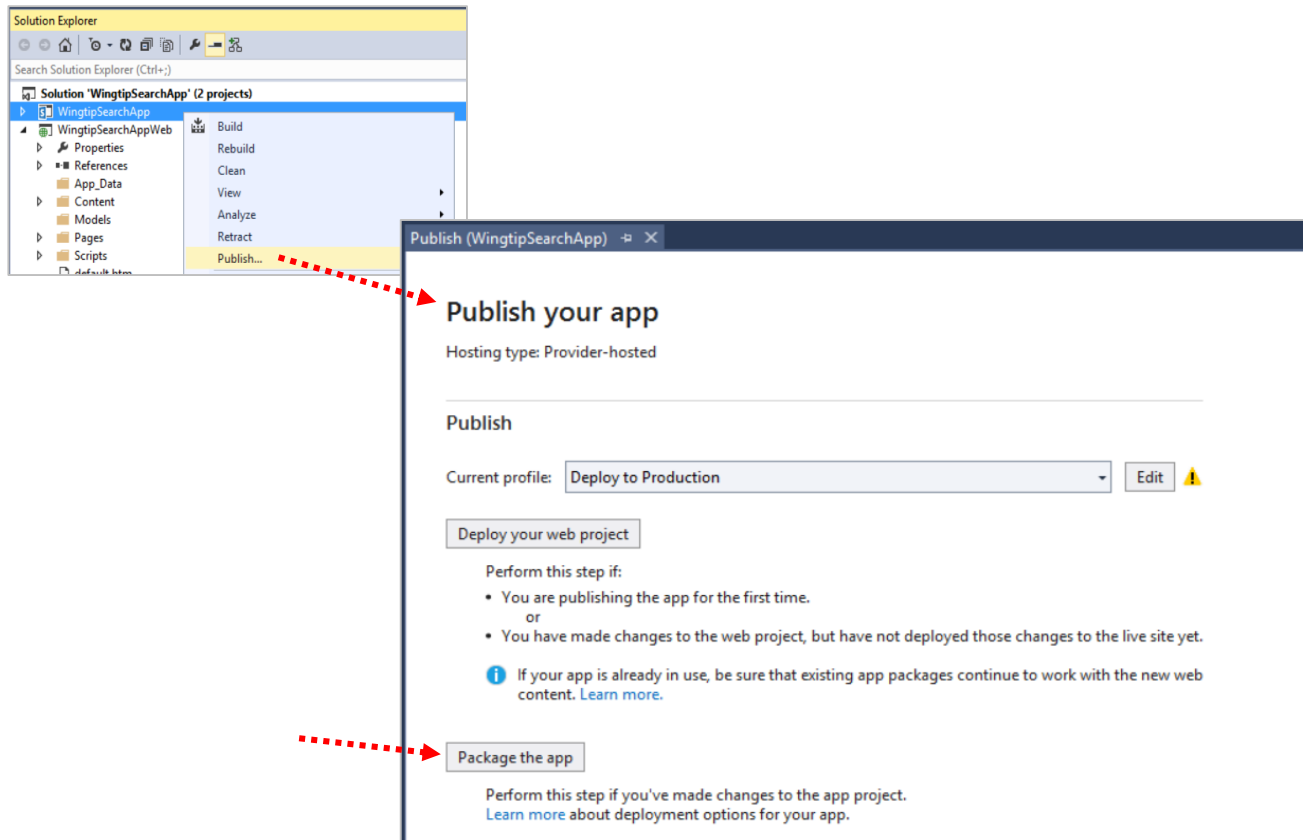 Solution Explorer
Search Solution Explorer (Ctrl+;)
Solution 'WingtipSearchApp' (2 projects)
WingtipSearchApp
WingtipSearchAppWeb
Properties
References
App_Data
Content
Models
Pages
Scripts
default.htm
Build
Rebuild
Clean
View
Analyze
Retract
Publish...
Publish (WingtipSearchApp)
Publish your app
Hosting type: Provider-hosted
Publish
Current profile: Deploy to Production Edit
Deploy your web project
Perform this step if:
• You are publishing the app for the first time.
or
• You have made changes to the web project, but have not deployed those changes to the live site yet.
If your app is already in use, be sure that existing app packages continue to work with the new web
content. Learn more.
Package the app
Perform this step if you've made changes to the app project.
Learn more about deployment options for your app.